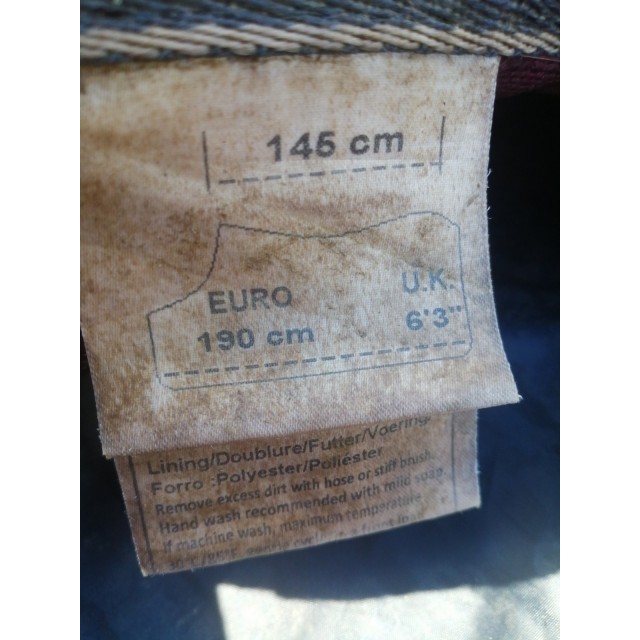 145 cm
EURO U.K.
190 cm 6'3"
Lining/Doublure/Futter/Voering-
Forro :Polyester/Poliéster
Remove excess dirt with hose or stiff brush.
Hand wash recommended with mild soap.
If machine wash, maximum temperature